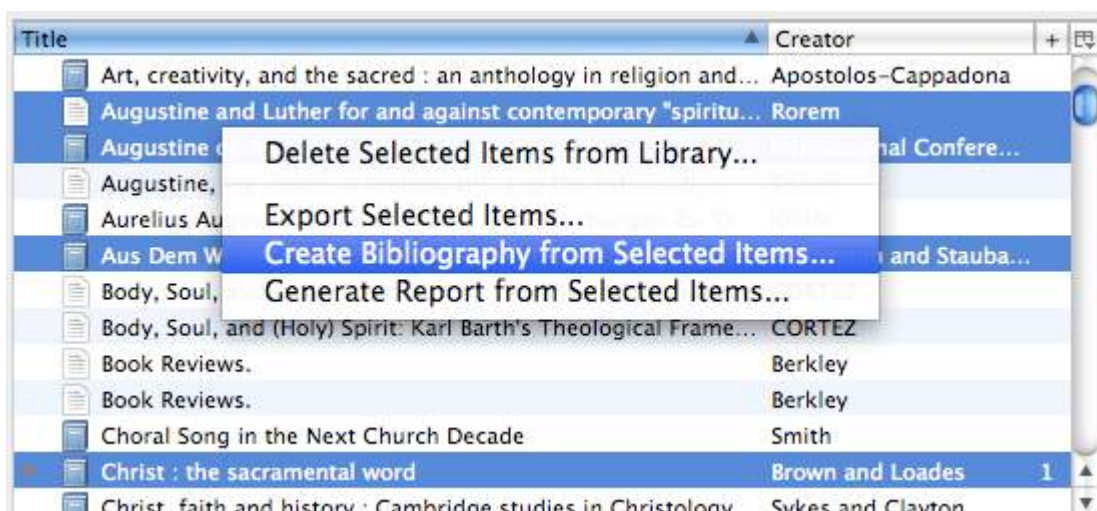 Title Creator +
Art, creativity, and the sacred : an anthology in religion and... Apostolos-Cappadona
Augustine and Luther for and against contemporary "spiritu... Rorem
Augustine nal Confere...
Delete Selected Items from Library...
Augustine,
Aurelius Au
Export Selected Items...
Aus Dem W and Stauba...
Create Bibliography from Selected Items...
Body, Soul,
Generate Report from Selected Items...
Body, Soul, and (Holy) Spirit: Karl Barth's Theological Frame... CORTEZ
Book Reviews. Berkley
Book Reviews. Berkley
Choral Song in the Next Church Decade Smith
Christ : the sacramental word Brown and Loades 1
Christ, faith and history : Cambridge studies in Christology Sykes and Clayton